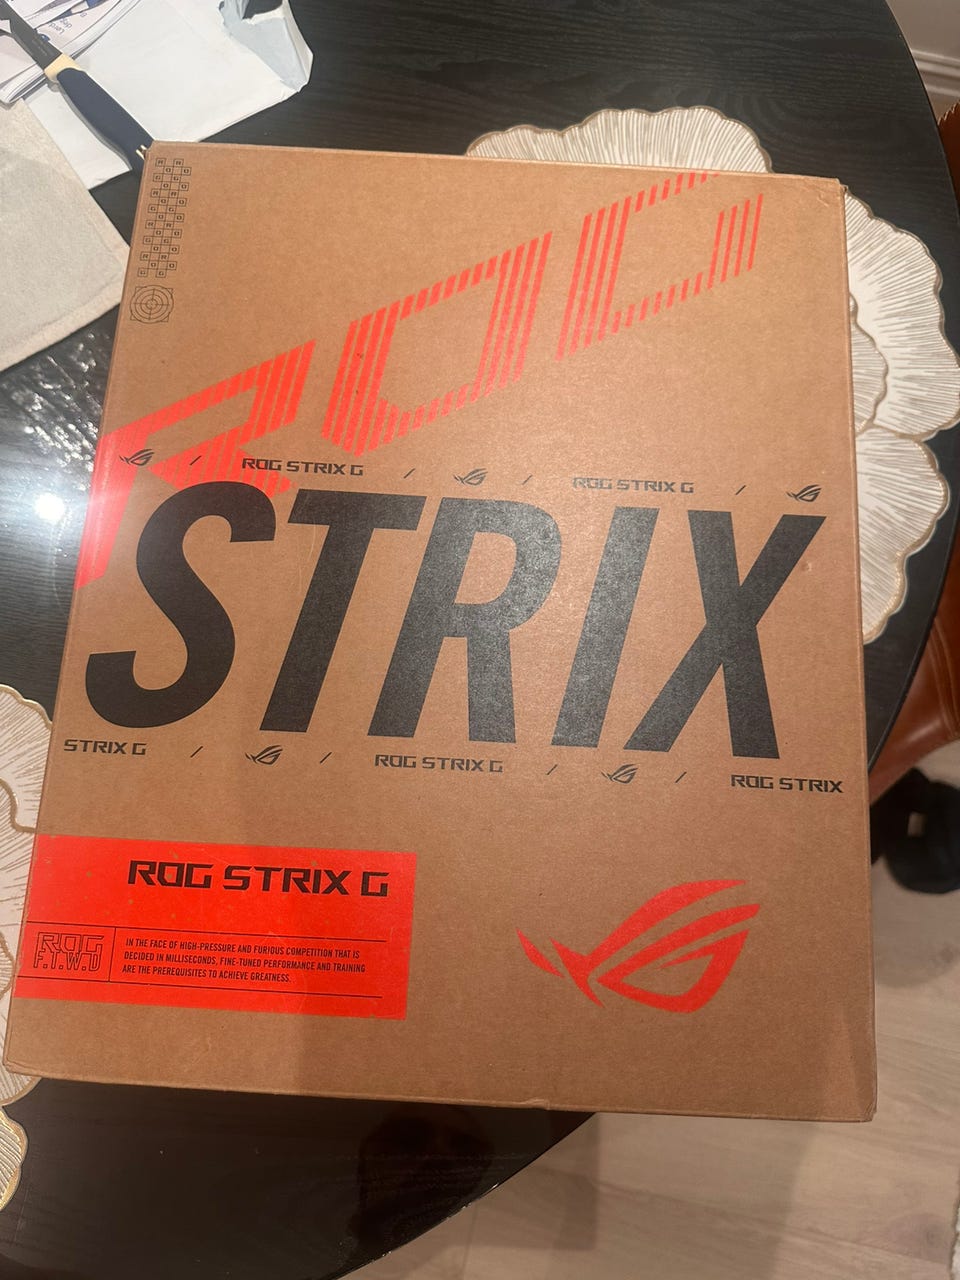 ROG
ROG STRIX G / / ROG STRIX G /
STRIX
STRIX G / / ROG STRIX G / / ROG STRIX
ROG STRIX G
ROG
F.T.W.D
IN THE FACE OF HIGH-PRESSURE AND FURIOUS COMPETITION THAT IS
DECIDED IN MILLISECONDS, FINE-TUNED PERFORMANCE AND TRAINING
ARE THE PREREQUISITES TO ACHIEVE GREATNESS.